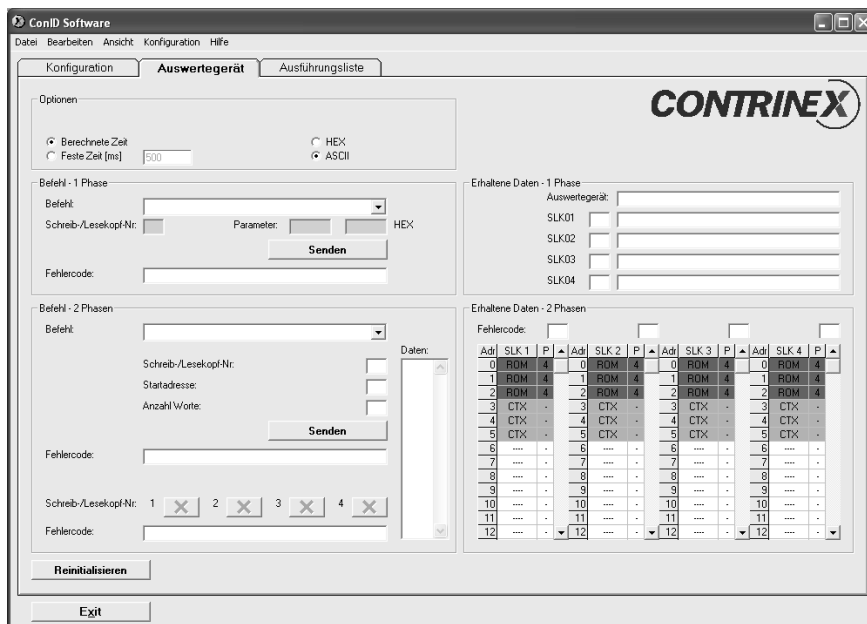 ConID Software
Datei Bearbeiten Ansicht Konfiguration Hilfe
Konfiguration Auswertegerät Ausführungsliste
CONTRINEX
Optionen
Berechnete Zeit HEX
Feste Zeit [ms] 500 ASCII
Befehl - 1 Phase
Befehl:
Schreib-/Lesekopf-Nr: Parameter: HEX
Senden
Fehlercode:
Erhaltene Daten - 1 Phase
Auswertegerät:
SLK01
SLK02
SLK03
SLK04
Befehl - 2 Phasen
Befehl:
Daten:
Schreib-/Lesekopf-Nr:
Startadresse:
Anzahl Worte:
Senden
Fehlercode:
Schreib-/Lesekopf-Nr: 1 2 3 4
Fehlercode:
Erhaltene Daten - 2 Phasen
Fehlercode:
Adr SLK 1 P Adr SLK 2 P Adr SLK 3 P Adr SLK 4 P
0 ROM 4 0 ROM 4 0 ROM 4 0 ROM 4
1 ROM 4 1 ROM 4 1 ROM 4 1 ROM 4
2 ROM 4 2 ROM 4 2 ROM 4 2 ROM 4
3 CTX - 3 CTX - 3 CTX - 3 CTX -
4 CTX - 4 CTX - 4 CTX - 4 CTX -
5 CTX - 5 CTX - 5 CTX - 5 CTX -
6 ---- - 6 ---- - 6 ---- - 6 ---- -
7 ---- - 7 ---- - 7 ---- - 7 ---- -
8 ---- - 8 ---- - 8 ---- - 8 ---- -
9 ---- - 9 ---- - 9 ---- - 9 ---- -
10 ---- - 10 ---- - 10 ---- - 10 ---- -
11 ---- - 11 ---- - 11 ---- - 11 ---- -
12 ---- - 12 ---- - 12 ---- - 12 ---- -
Reinitialisieren
Exit